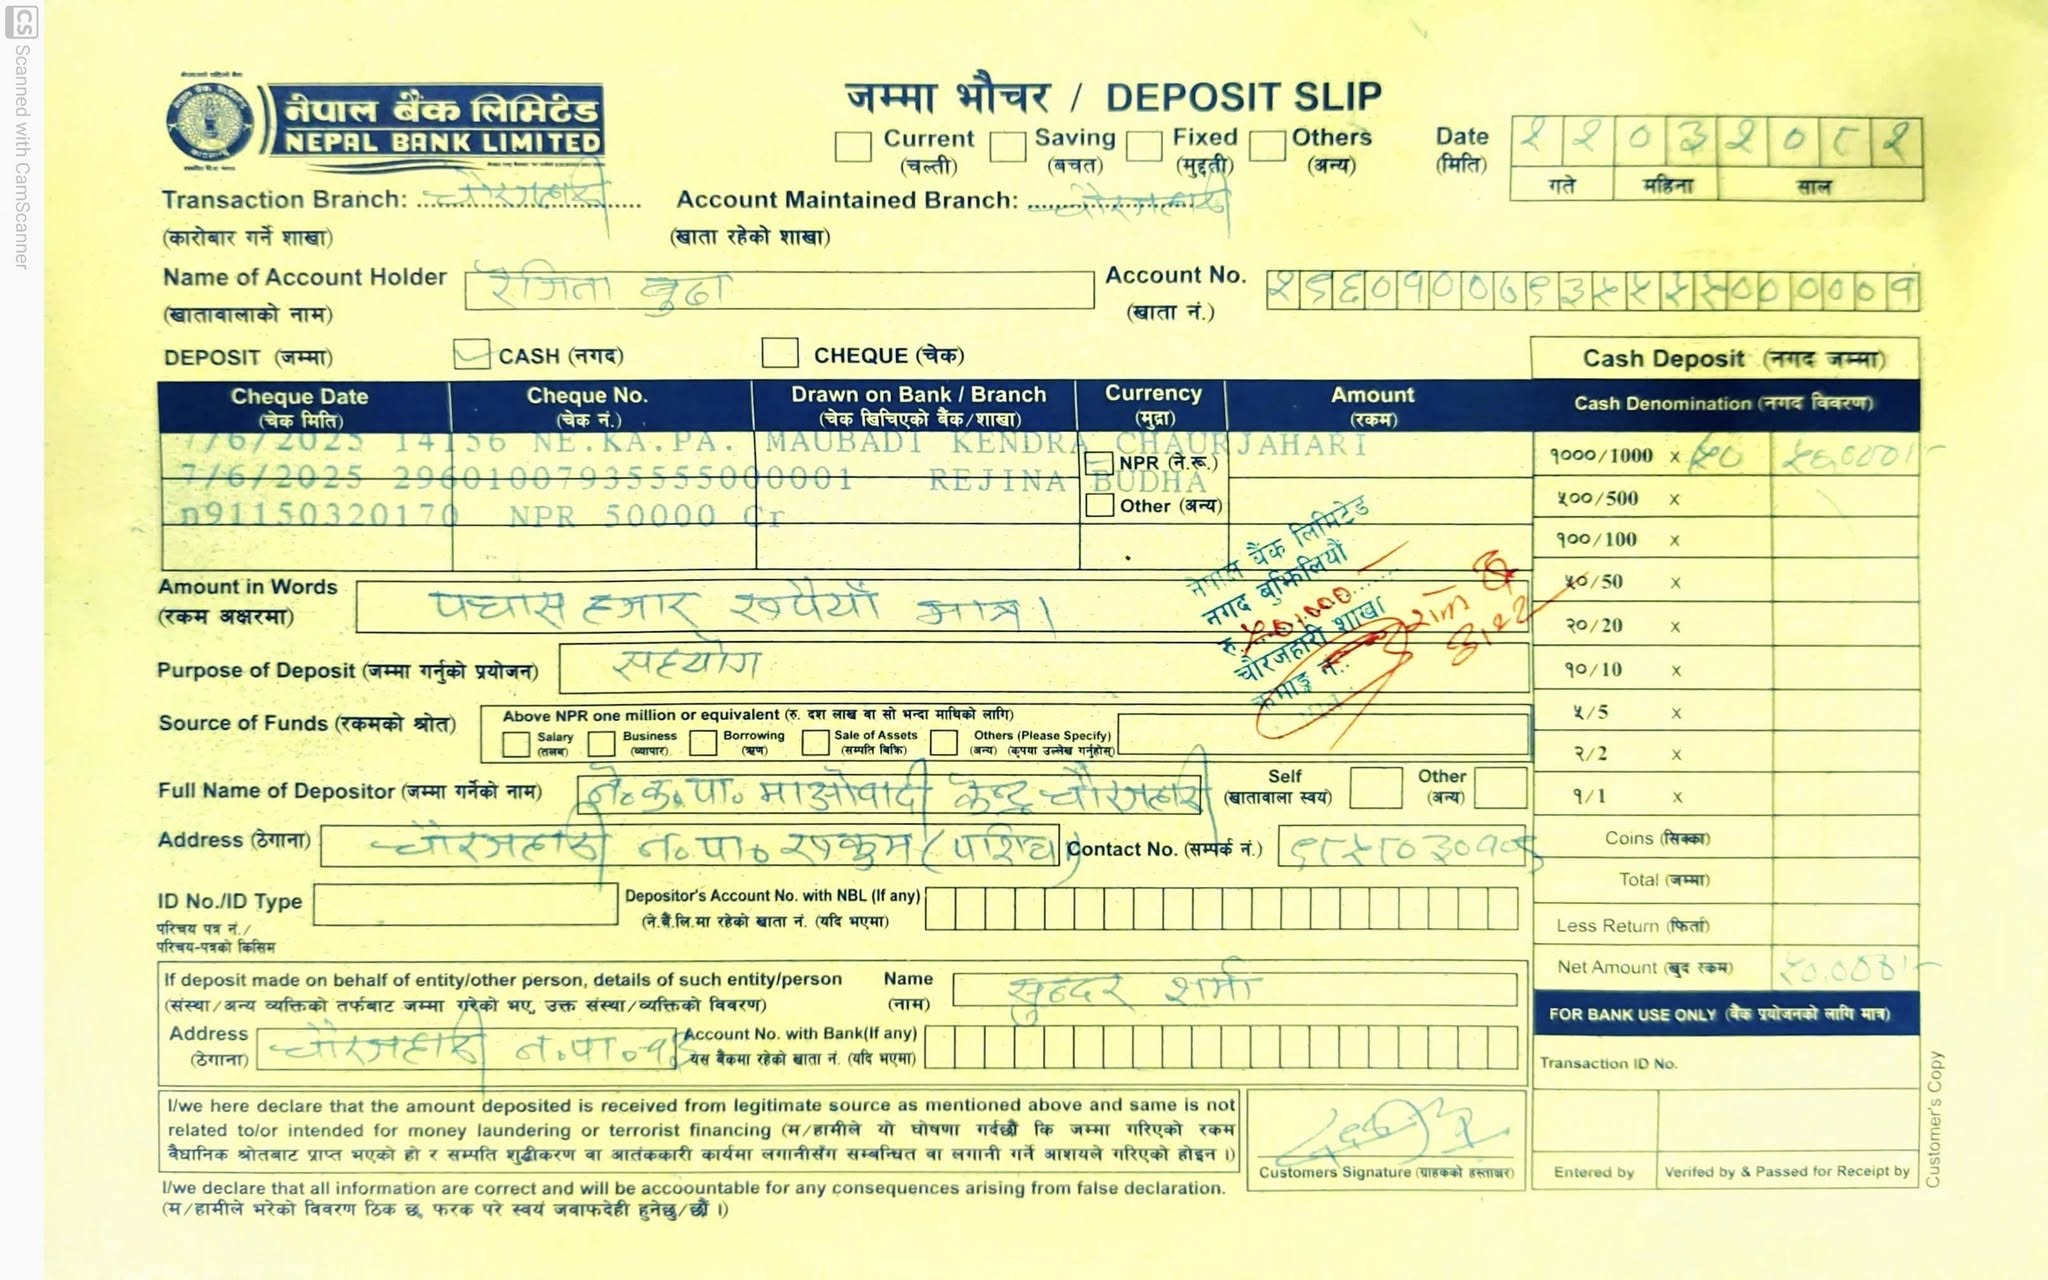 CS Scanned with CamScanner
नेपाल बैंक लिमिटेड
NEPAL BANK LIMITED
जम्मा भौचर / DEPOSIT SLIP
Current Saving Fixed Others
(चल्ती) (बचत) (मुद्दती) (अन्य)
Date २२०३२०८२
(मिति) गते महिना साल
Transaction Branch: चौरजहारी Account Maintained Branch: चौरजहारी
(कारोबार गर्ने शाखा) (खाता रहेको शाखा)
Name of Account Holder रेजिना बुढा Account No. २९६०१००७९३५५५५०००००१
(खातावालाको नाम) (खाता नं.)
DEPOSIT (जम्मा) CASH (नगद) CHEQUE (चेक) Cash Deposit (नगद जम्मा)
Cheque Date Cheque No. Drawn on Bank / Branch Currency Amount
(चेक मिति) (चेक नं.) (चेक खिचिएको बैंक/शाखा) (मुद्रा) (रकम)
Cash Denomination (नगद विवरण)
7/6/2025 14156 NE.KA.PA. MAUBADI KENDRA CHAURJAHARI
NPR (ने.रू.)
7/6/2025 29601007935555000001 REJINA BUDHA
Other (अन्य)
n91150320170 NPR 50000 Cr
१०००/1000 x ५० ५०,०००।-
५००/500 x
१००/100 x
५०/50 x
२०/20 x
१०/10 x
५/5 x
२/2 x
१/1 x
Coins (सिक्का)
Total (जम्मा)
Less Return (फिर्ता)
Net Amount (खुद रकम) ५०,०००।-
नेपाल बैंक लिमिटेड
नगद बुझिलियौं
रु. ५०,०००
चौरजहारी शाखा
क्रमाङ्क नं.
Amount in Words पचास हजार रूपैयाँ मात्र।
(रकम अक्षरमा)
Purpose of Deposit (जम्मा गर्नुको प्रयोजन) सहयोग
Source of Funds (रकमको श्रोत) Above NPR one million or equivalent (रु. दश लाख वा सो भन्दा माथिको लागि)
Salary Business Borrowing Sale of Assets Others (Please Specify)
(तलब) (व्यापार) (ऋण) (सम्पति बिक्रि) (अन्य) (कृपया उल्लेख गर्नुहोस्)
Full Name of Depositor (जम्मा गर्नेको नाम) ने.क.पा. माओवादी केन्द्र चौरजहारी Self Other
(खातावाला स्वयं) (अन्य)
Address (ठेगाना) चौरजहारी न.पा. रुकुम (पश्चिम) Contact No. (सम्पर्क नं.)
ID No./ID Type Depositor's Account No. with NBL (If any)
परिचय पत्र नं./ (ने.बैं.लि.मा रहेको खाता नं. (यदि भएमा)
परिचय-पत्रको किसिम
If deposit made on behalf of entity/other person, details of such entity/person Name सुन्दर शर्मा
(संस्था/अन्य व्यक्तिको तर्फबाट जम्मा गरेको भए, उक्त संस्था/व्यक्तिको विवरण) (नाम)
Address चौरजहारी न.पा. Account No. with Bank(If any)
(ठेगाना) यस बैंकमा रहेको खाता नं. (यदि भएमा)
FOR BANK USE ONLY (बैंक प्रयोजनको लागि मात्र)
Transaction ID No.
I/we here declare that the amount deposited is received from legitimate source as mentioned above and same is not
related to/or intended for money laundering or terrorist financing (म/हामीले यो घोषणा गर्दछौं कि जम्मा गरिएको रकम
वैधानिक श्रोतबाट प्राप्त भएको हो र सम्पति शुद्धीकरण वा आतंककारी कार्यमा लगानीसँग सम्बन्धित वा लगानी गर्ने आशयले गरिएको होइन ।)
Customers Signature (ग्राहकको हस्ताक्षर) Entered by Verifed by & Passed for Receipt by
I/we declare that all information are correct and will be accoountable for any consequences arising from false declaration.
(म/हामीले भरेको विवरण ठिक छ, फरक परे स्वयं जवाफदेही हुनेछु/छौं ।)
Customer's Copy